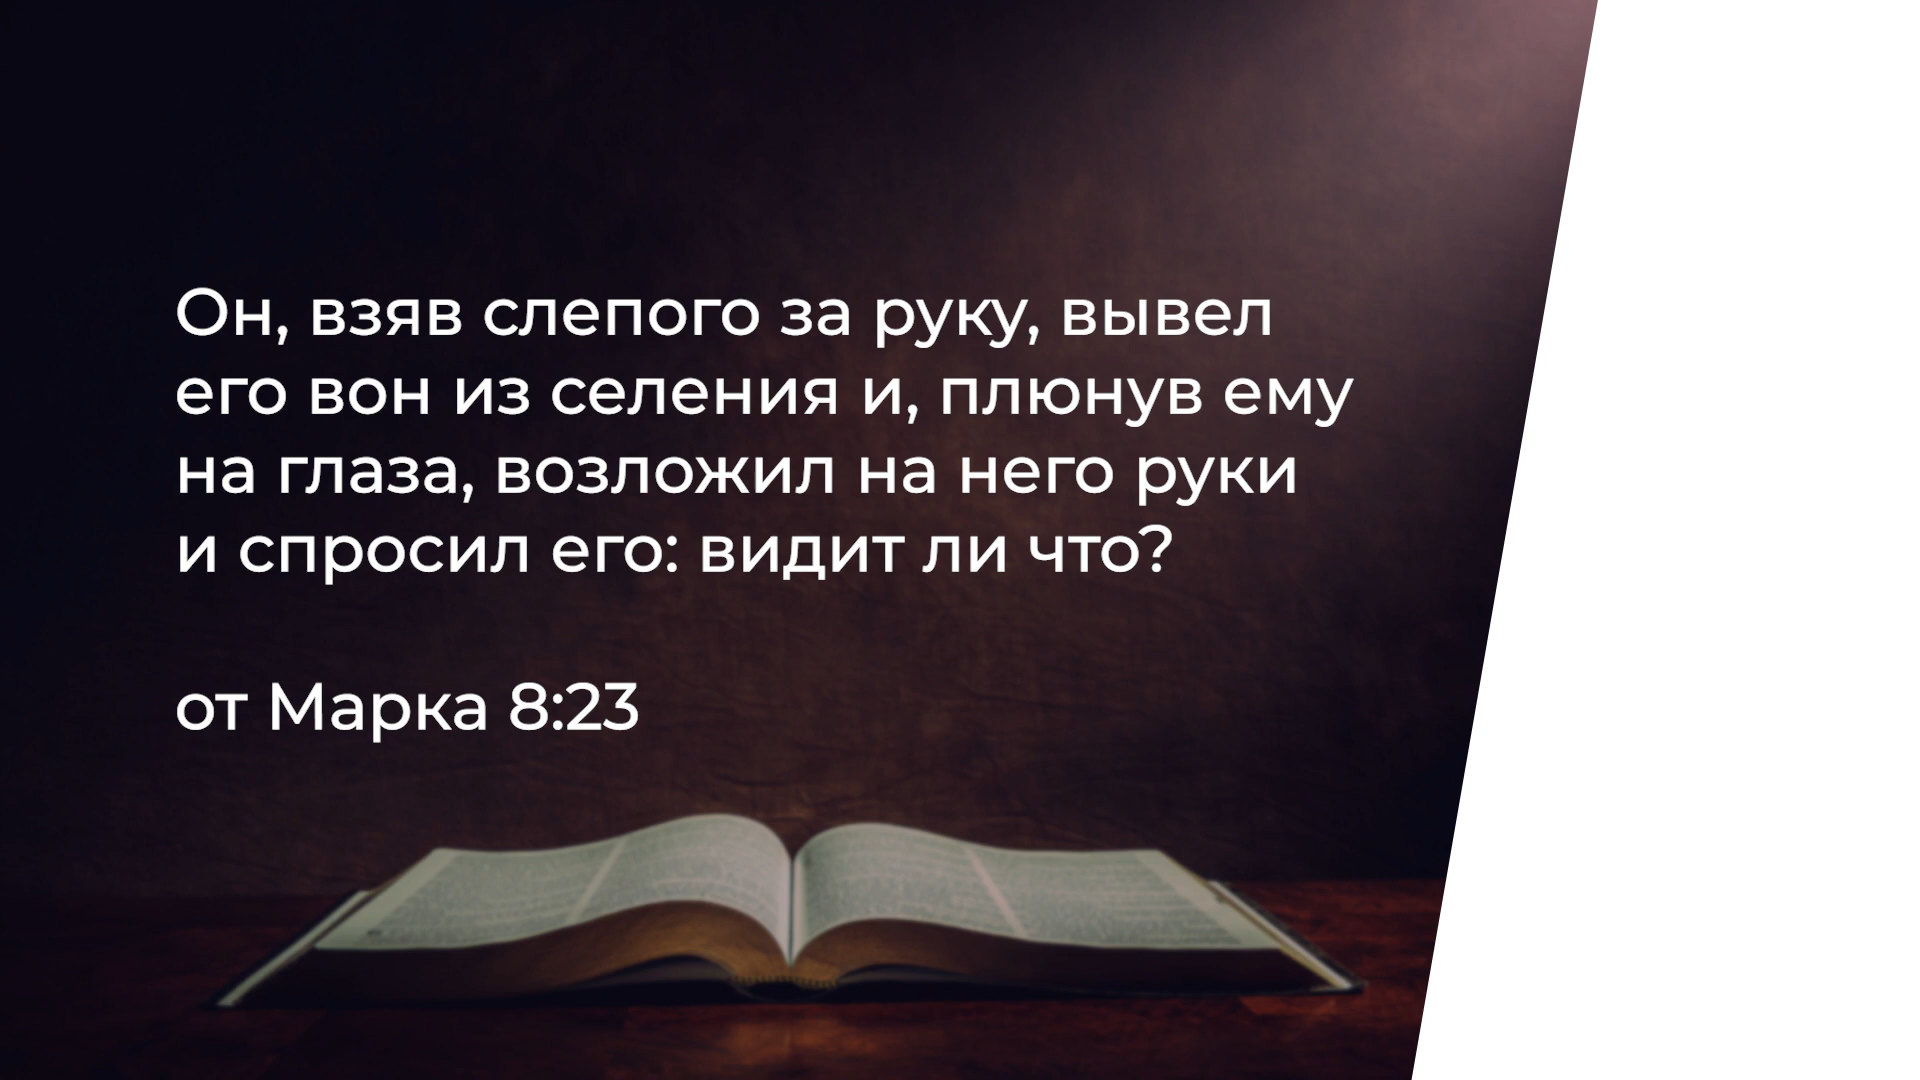 Он, взяв слепого за руку, вывел
его вон из селения и, плюнув ему
на глаза, возложил на него руки
и спросил его: видит ли что?
от Марка 8:23